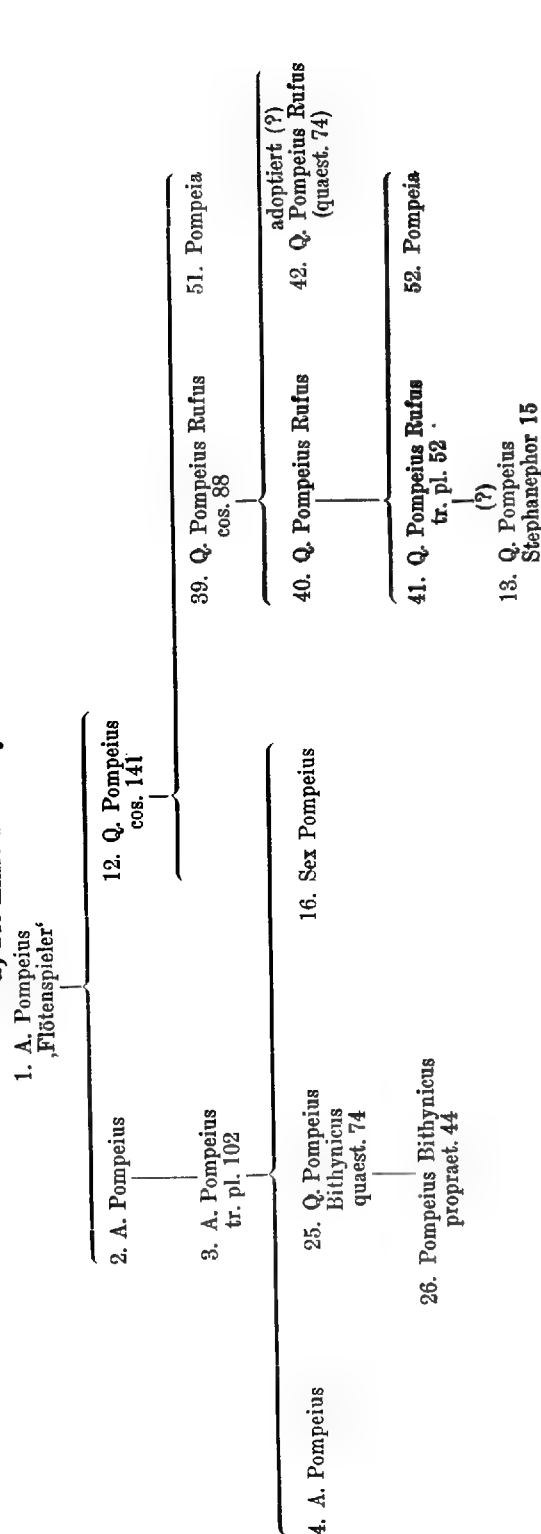 1. A. Pompeius
‚Flötenspieler‘
2. A. Pompeius
12. Q. Pompeius
cos. 141
3. A. Pompeius
tr. pl. 102
39. Q. Pompeius Rufus
cos. 88
51. Pompeia
4. A. Pompeius
25. Q. Pompeius
Bithynicus
quaest. 74
16. Sex Pompeius
40. Q. Pompeius Rufus
adoptiert (?)
42. Q. Pompeius Rufus
(quaest. 74)
26. Pompeius Bithynicus
propraet. 44
41. Q. Pompeius Rufus
tr. pl. 52
52. Pompeia
(?)
13. Q. Pompeius
Stephanephor 15